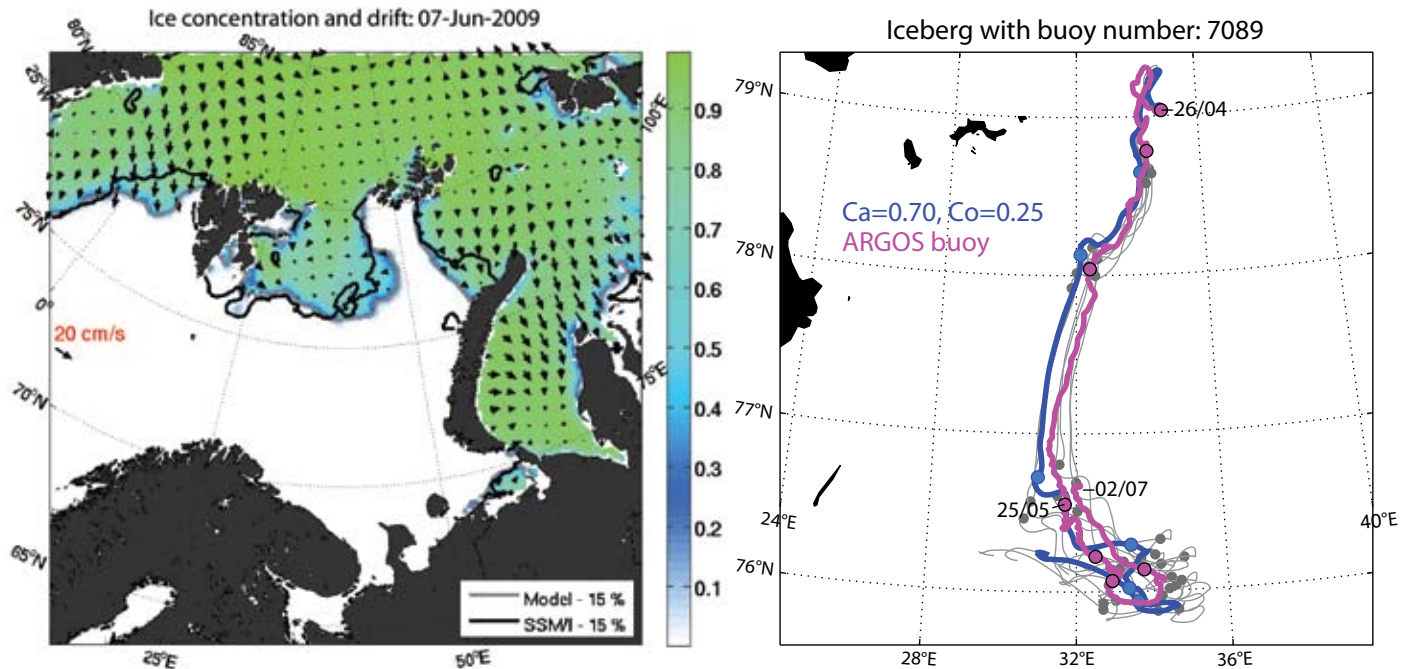 Ice concentration and drift: 07-Jun-2009
80°N
85°N
25°W
100°E
75°N
0°
20 cm/s
70°N
75°E
65°N
25°E
50°E
0.9
0.8
0.7
0.6
0.5
0.4
0.3
0.2
0.1
Model - 15 %
SSM/I - 15 %
Iceberg with buoy number: 7089
79°N
26/04
Ca=0.70, Co=0.25
ARGOS buoy
78°N
77°N
02/07
25/05
24°E
40°E
76°N
28°E
32°E
36°E